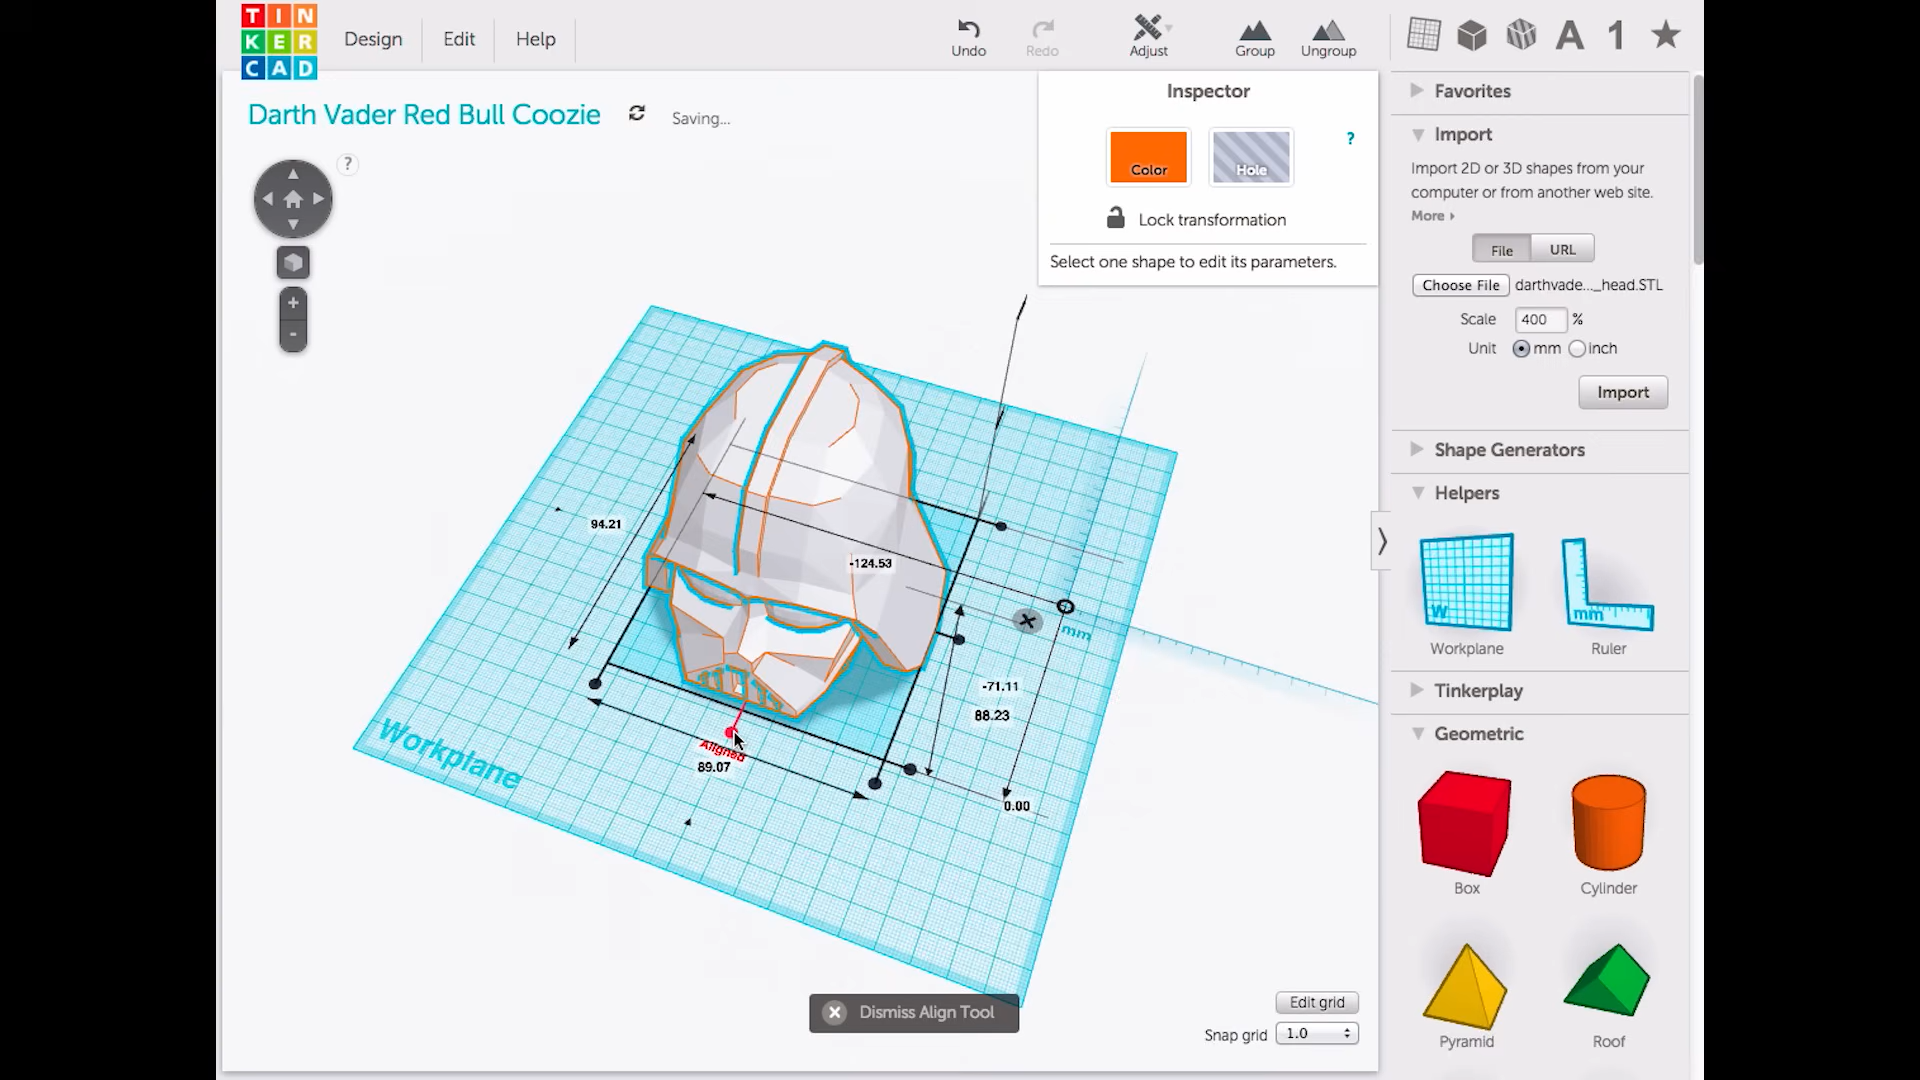 TIN
KER
CAD
Design
Edit
Help
Undo
Redo
Adjust
Group
Ungroup
A
1
Darth Vader Red Bull Coozie
Saving...
?
+
-
Inspector
Color
Hole
?
Lock transformation
Select one shape to edit its parameters.
94.21
-124.53
mm
-71.11
88.23
Aligned
89.07
0.00
Workplane
Dismiss Align Tool
Edit grid
Snap grid 1.0
Favorites
Import
Import 2D or 3D shapes from your
computer or from another web site.
More
File URL
Choose File darthvade..._head.STL
Scale 400 %
Unit mm inch
Import
Shape Generators
Helpers
W
mm
Workplane
Ruler
Tinkerplay
Geometric
Box
Cylinder
Pyramid
Roof